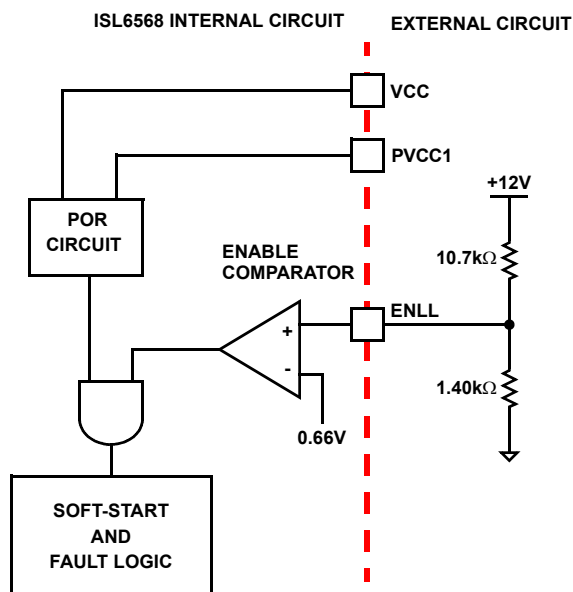 ISL6568 INTERNAL CIRCUIT
EXTERNAL CIRCUIT
VCC
PVCC1
+12V
POR
CIRCUIT
10.7kΩ
ENABLE
COMPARATOR
ENLL
+
-
1.40kΩ
0.66V
SOFT-START
AND
FAULT LOGIC